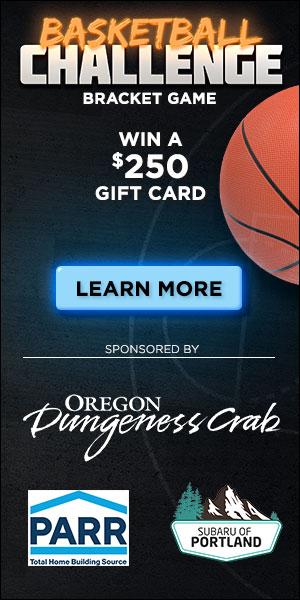 BASKETBALL
CHALLENGE
BRACKET GAME
WIN A
$250
GIFT CARD
LEARN MORE
SPONSORED BY
OREGON
Dungeness Crab
PARR
Total Home Building Source
SUBARU OF
PORTLAND